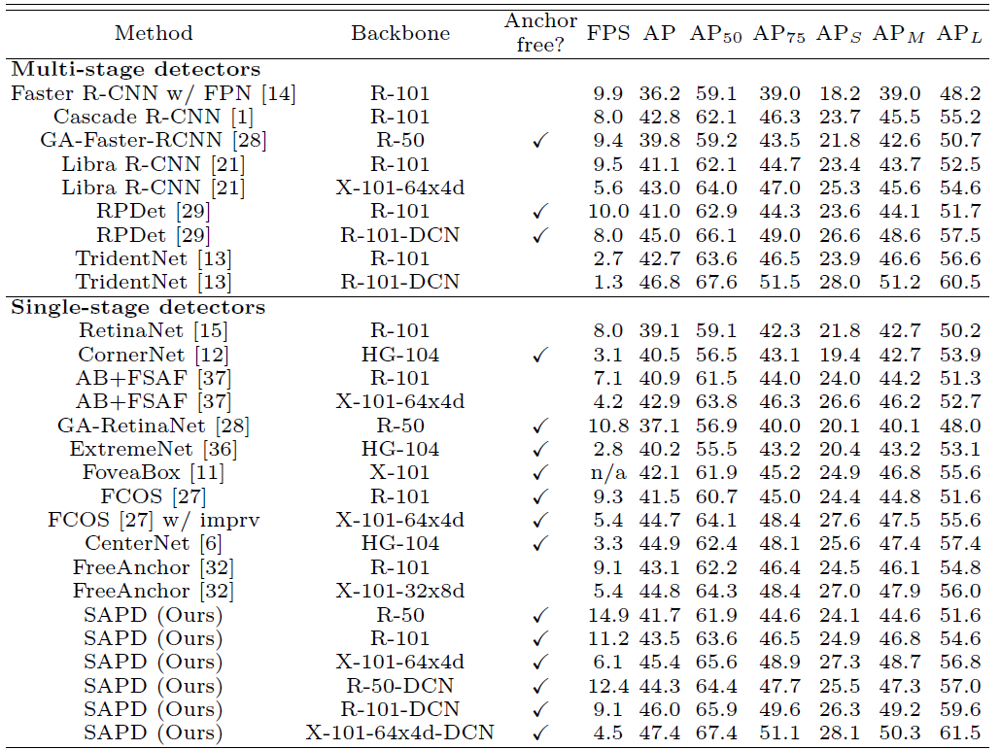 Method Backbone Anchor free? FPS AP AP50 AP75 APS APM APL
Multi-stage detectors
Faster R-CNN w/ FPN [14] R-101 9.9 36.2 59.1 39.0 18.2 39.0 48.2
Cascade R-CNN [1] R-101 8.0 42.8 62.1 46.3 23.7 45.5 55.2
GA-Faster-RCNN [28] R-50 ✓ 9.4 39.8 59.2 43.5 21.8 42.6 50.7
Libra R-CNN [21] R-101 9.5 41.1 62.1 44.7 23.4 43.7 52.5
Libra R-CNN [21] X-101-64x4d 5.6 43.0 64.0 47.0 25.3 45.6 54.6
RPDet [29] R-101 ✓ 10.0 41.0 62.9 44.3 23.6 44.1 51.7
RPDet [29] R-101-DCN ✓ 8.0 45.0 66.1 49.0 26.6 48.6 57.5
TridentNet [13] R-101 2.7 42.7 63.6 46.5 23.9 46.6 56.6
TridentNet [13] R-101-DCN 1.3 46.8 67.6 51.5 28.0 51.2 60.5
Single-stage detectors
RetinaNet [15] R-101 8.0 39.1 59.1 42.3 21.8 42.7 50.2
CornerNet [12] HG-104 ✓ 3.1 40.5 56.5 43.1 19.4 42.7 53.9
AB+FSAF [37] R-101 7.1 40.9 61.5 44.0 24.0 44.2 51.3
AB+FSAF [37] X-101-64x4d 4.2 42.9 63.8 46.3 26.6 46.2 52.7
GA-RetinaNet [28] R-50 ✓ 10.8 37.1 56.9 40.0 20.1 40.1 48.0
ExtremeNet [36] HG-104 ✓ 2.8 40.2 55.5 43.2 20.4 43.2 53.1
FoveaBox [11] X-101 ✓ n/a 42.1 61.9 45.2 24.9 46.8 55.6
FCOS [27] R-101 ✓ 9.3 41.5 60.7 45.0 24.4 44.8 51.6
FCOS [27] w/ imprv X-101-64x4d ✓ 5.4 44.7 64.1 48.4 27.6 47.5 55.6
CenterNet [6] HG-104 ✓ 3.3 44.9 62.4 48.1 25.6 47.4 57.4
FreeAnchor [32] R-101 9.1 43.1 62.2 46.4 24.5 46.1 54.8
FreeAnchor [32] X-101-32x8d 5.4 44.8 64.3 48.4 27.0 47.9 56.0
SAPD (Ours) R-50 ✓ 14.9 41.7 61.9 44.6 24.1 44.6 51.6
SAPD (Ours) R-101 ✓ 11.2 43.5 63.6 46.5 24.9 46.8 54.6
SAPD (Ours) X-101-64x4d ✓ 6.1 45.4 65.6 48.9 27.3 48.7 56.8
SAPD (Ours) R-50-DCN ✓ 12.4 44.3 64.4 47.7 25.5 47.3 57.0
SAPD (Ours) R-101-DCN ✓ 9.1 46.0 65.9 49.6 26.3 49.2 59.6
SAPD (Ours) X-101-64x4d-DCN ✓ 4.5 47.4 67.4 51.1 28.1 50.3 61.5